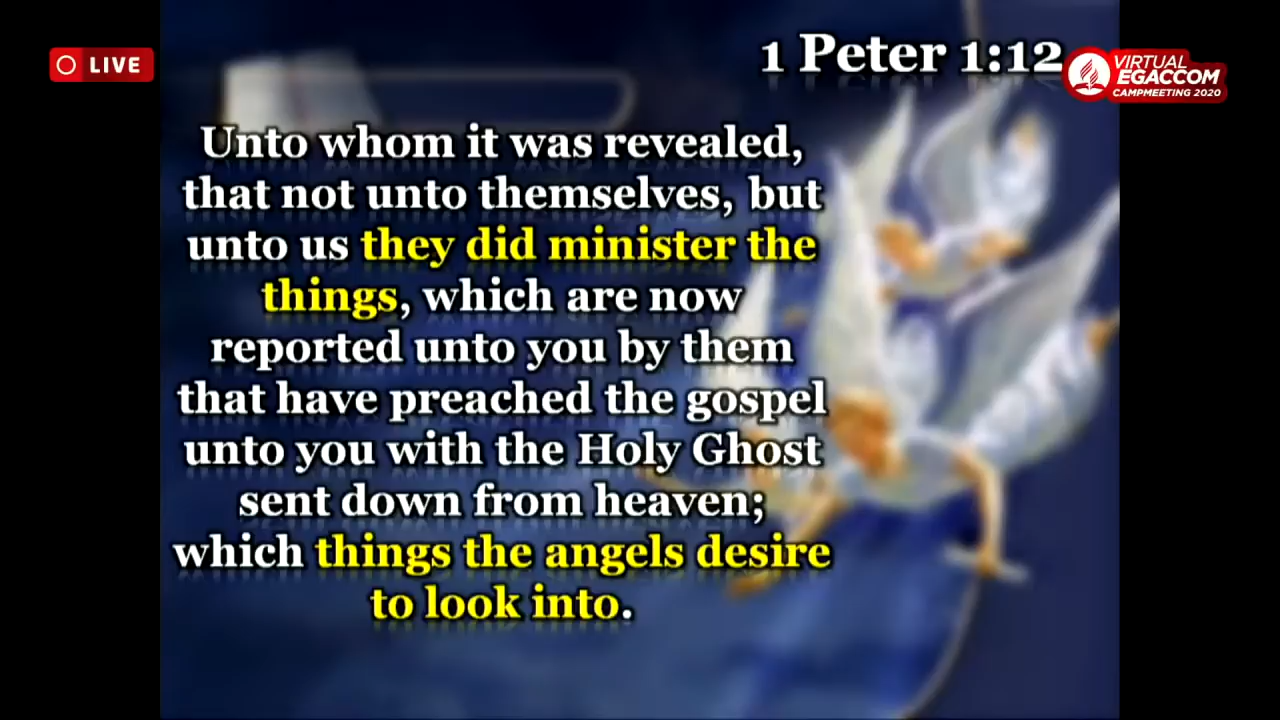 LIVE
1 Peter 1:12
VIRTUAL
EGACCOM
CAMPMEETING 2020
Unto whom it was revealed,
that not unto themselves, but
unto us they did minister the
things, which are now
reported unto you by them
that have preached the gospel
unto you with the Holy Ghost
sent down from heaven;
which things the angels desire
to look into.